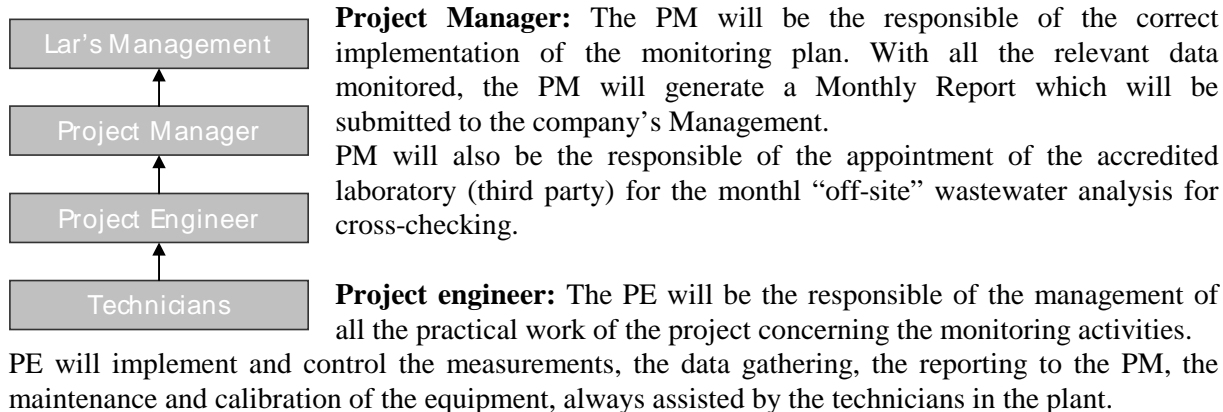 Lar's Management
Project Manager
Project Engineer
Technicians
Project Manager: The PM will be the responsible of the correct
implementation of the monitoring plan. With all the relevant data
monitored, the PM will generate a Monthly Report which will be
submitted to the company's Management.
PM will also be the responsible of the appointment of the accredited
laboratory (third party) for the monthl “off-site” wastewater analysis for
cross-checking.
Project engineer: The PE will be the responsible of the management of
all the practical work of the project concerning the monitoring activities.
PE will implement and control the measurements, the data gathering, the reporting to the PM, the
maintenance and calibration of the equipment, always assisted by the technicians in the plant.